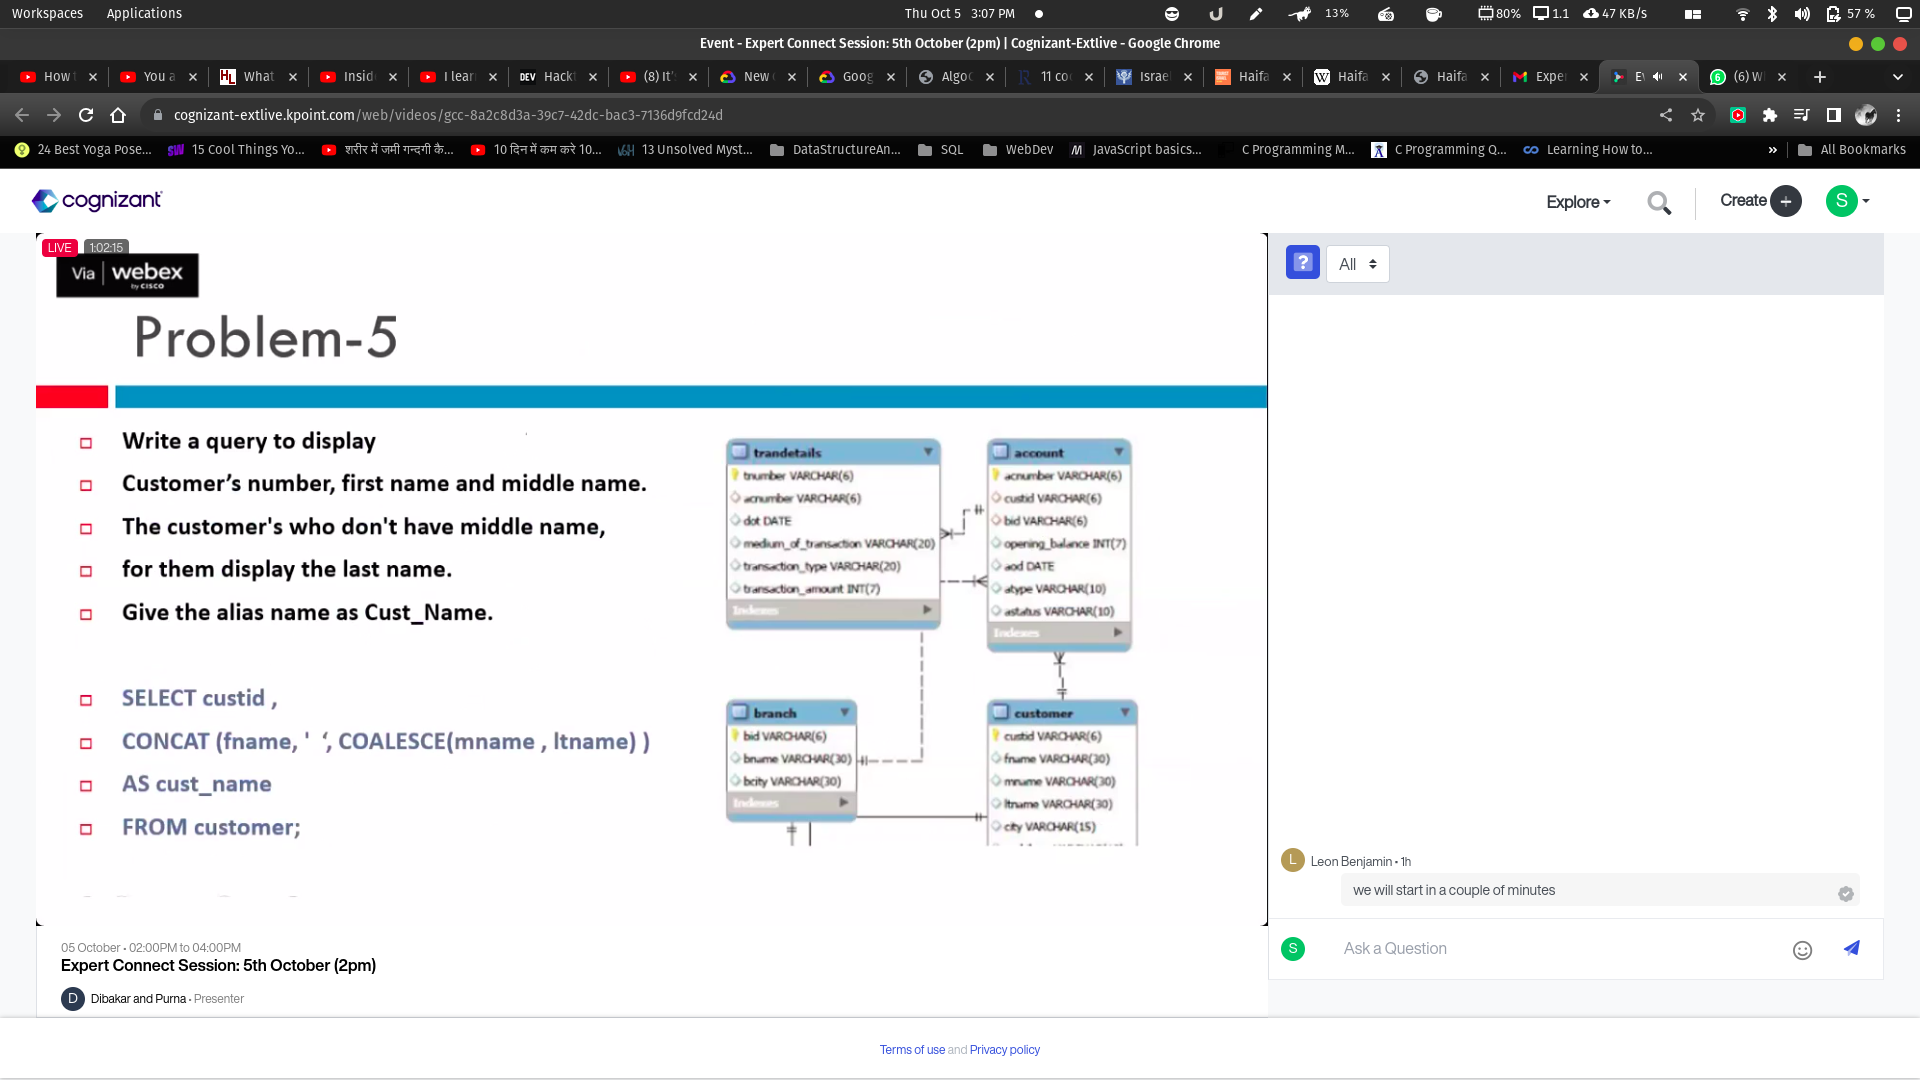 Workspaces Applications Thu Oct 5 3:07 PM 13% 80% 1.1 47 KB/s 57 %
Event - Expert Connect Session: 5th October (2pm) | Cognizant-Extlive - Google Chrome
How t You a What Insid I lear DEV Hackt (8) It's New c Goog AlgoC 11 co Israe Haifa Haifa Haifa Exper (6) W
cognizant-extlive.kpoint.com/web/videos/gcc-8a2c8d3a-39c7-42dc-bac3-7136d9fcd24d
24 Best Yoga Pose... 15 Cool Things Yo... शरीर में जमी गन्दगी कै... 10 दिन में कम करे 10... 13 Unsolved Myst... DataStructureAn... SQL WebDev JavaScript basics... C Programming M... C Programming Q... Learning How to... » All Bookmarks
cognizant Explore Create + S
LIVE 1:02:15
Via | webex
by CISCO
? All
Problem-5
Write a query to display
Customer's number, first name and middle name.
The customer's who don't have middle name,
for them display the last name.
Give the alias name as Cust_Name.
SELECT custid ,
CONCAT (fname, ' ‘, COALESCE(mname , ltname) )
AS cust_name
FROM customer;
trandetails
tnumber VARCHAR(6)
acnumber VARCHAR(6)
dot DATE
medium_of_transaction VARCHAR(20)
transaction_type VARCHAR(20)
transaction_amount INT(7)
Indexes
account
acnumber VARCHAR(6)
custid VARCHAR(6)
bid VARCHAR(6)
opening_balance INT(7)
aod DATE
atype VARCHAR(10)
astatus VARCHAR(10)
Indexes
branch
bid VARCHAR(6)
bname VARCHAR(30)
bcity VARCHAR(30)
Indexes
customer
custid VARCHAR(6)
fname VARCHAR(30)
mname VARCHAR(30)
ltname VARCHAR(30)
city VARCHAR(15)
L Leon Benjamin • 1h
we will start in a couple of minutes
S Ask a Question
05 October • 02:00PM to 04:00PM
Expert Connect Session: 5th October (2pm)
D Dibakar and Purna • Presenter
Terms of use and Privacy policy